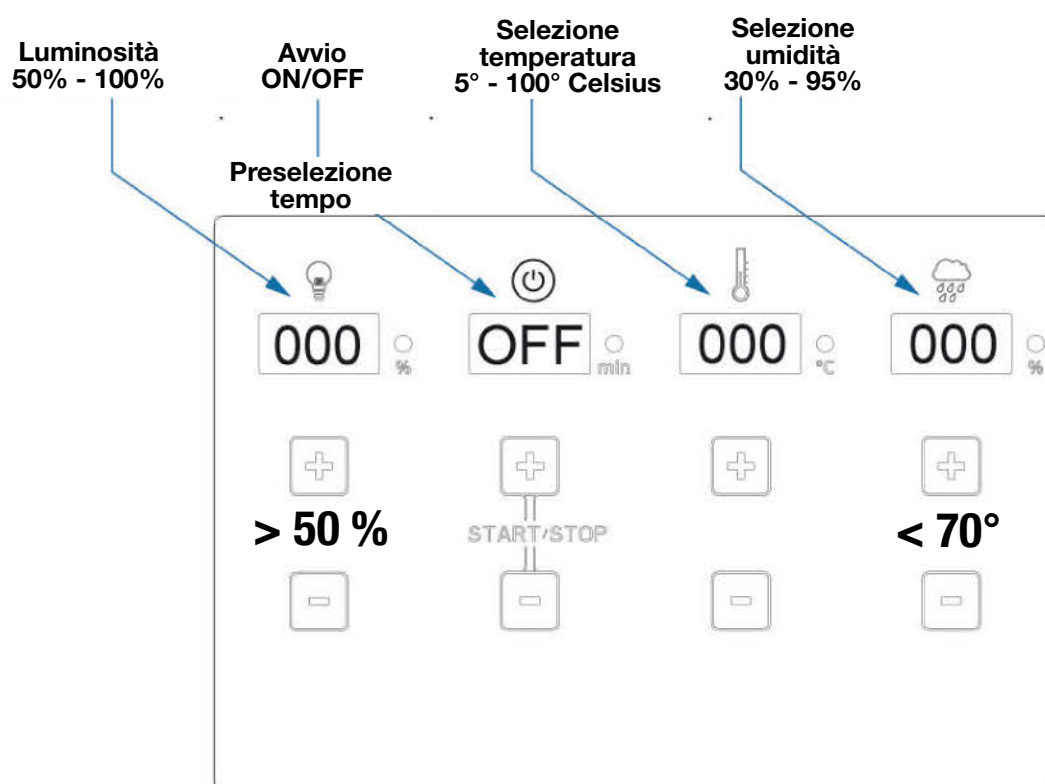 Luminosità
50% - 100%
Avvio
ON/OFF
Selezione
temperatura
5° - 100° Celsius
Selezione
umidità
30% - 95%
Preselezione
tempo
000
%
OFF
min
000
°C
000
%
> 50 %
START/STOP
< 70°